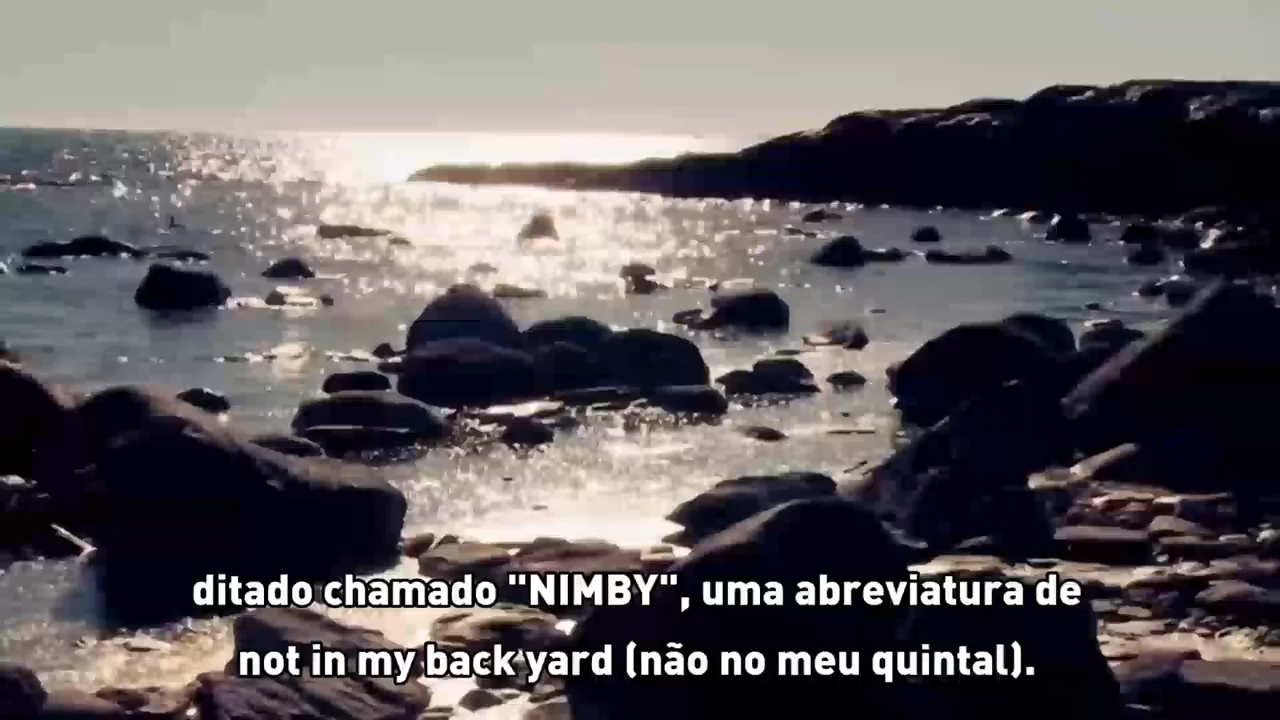 ditado chamado "NIMBY", uma abreviatura de
not in my back yard (não no meu quintal).